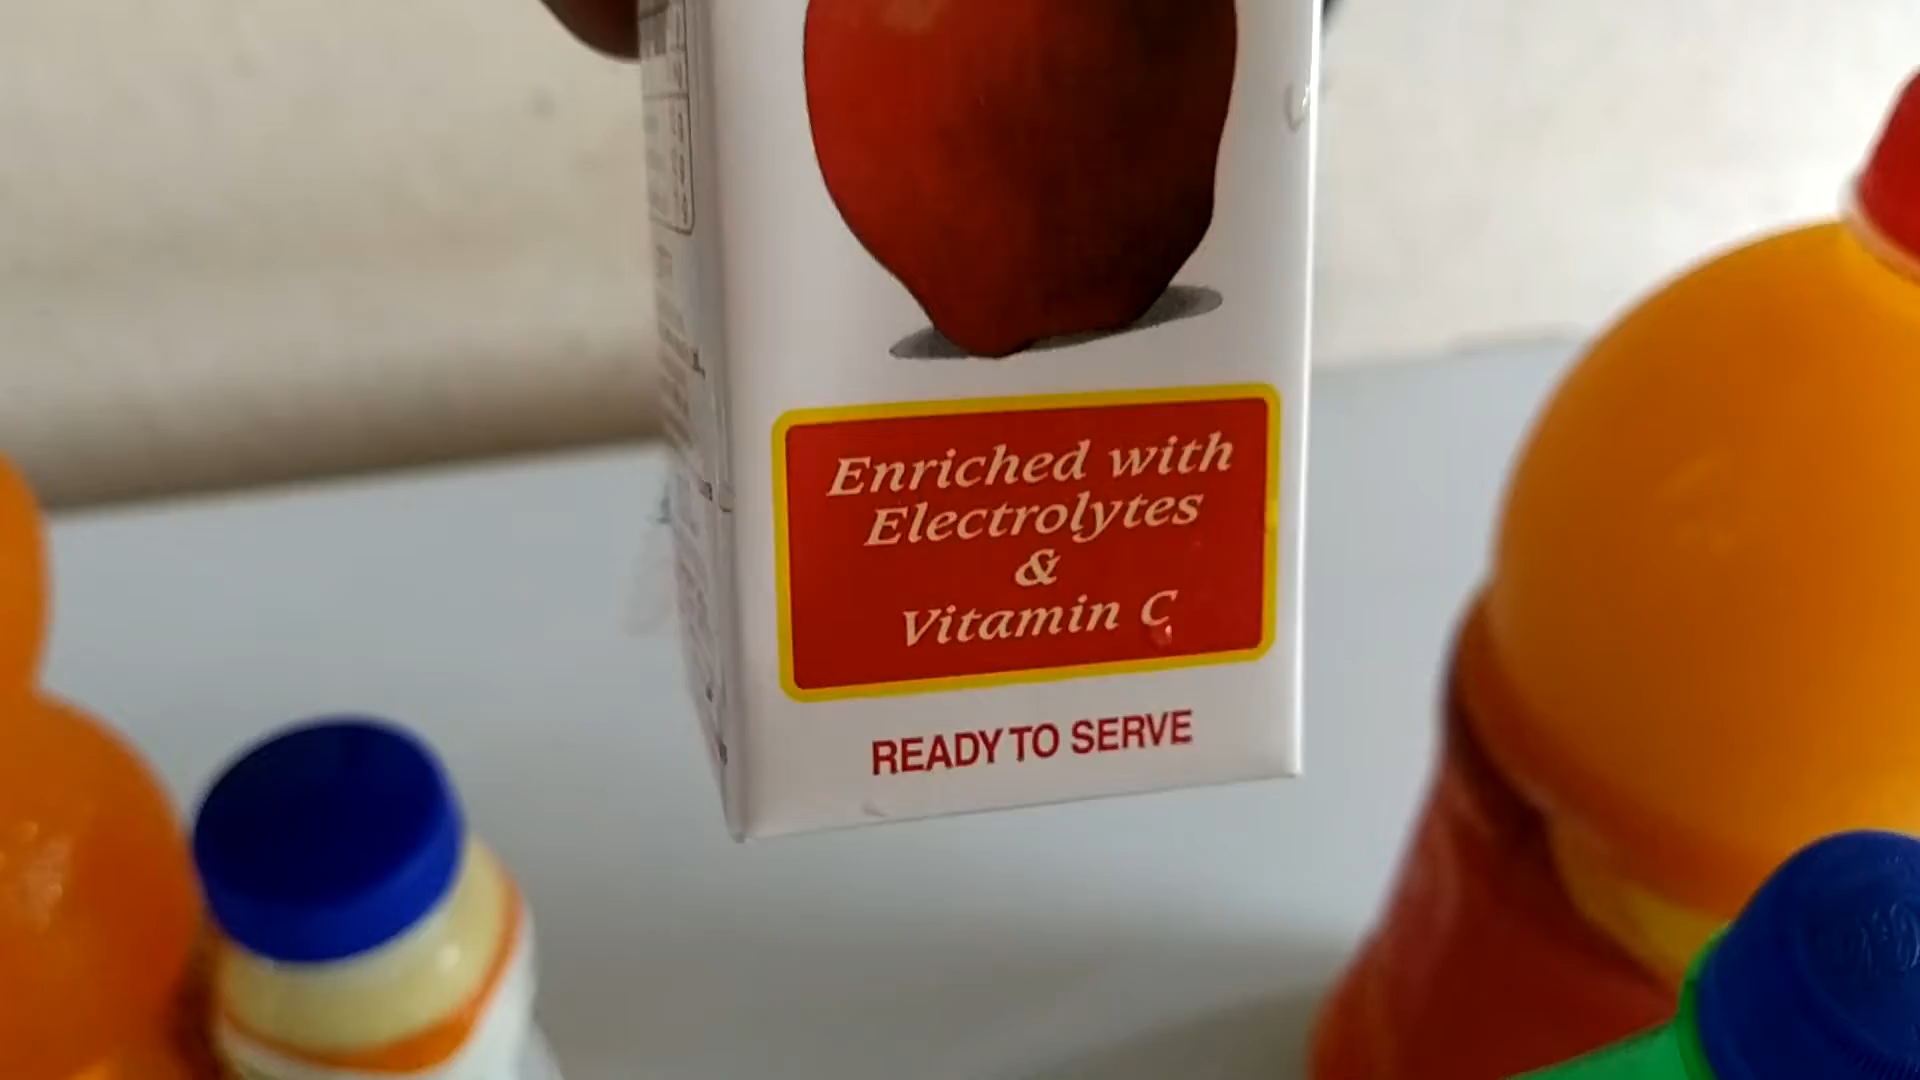 Enriched with
Electrolytes
&
Vitamin C
READY TO SERVE